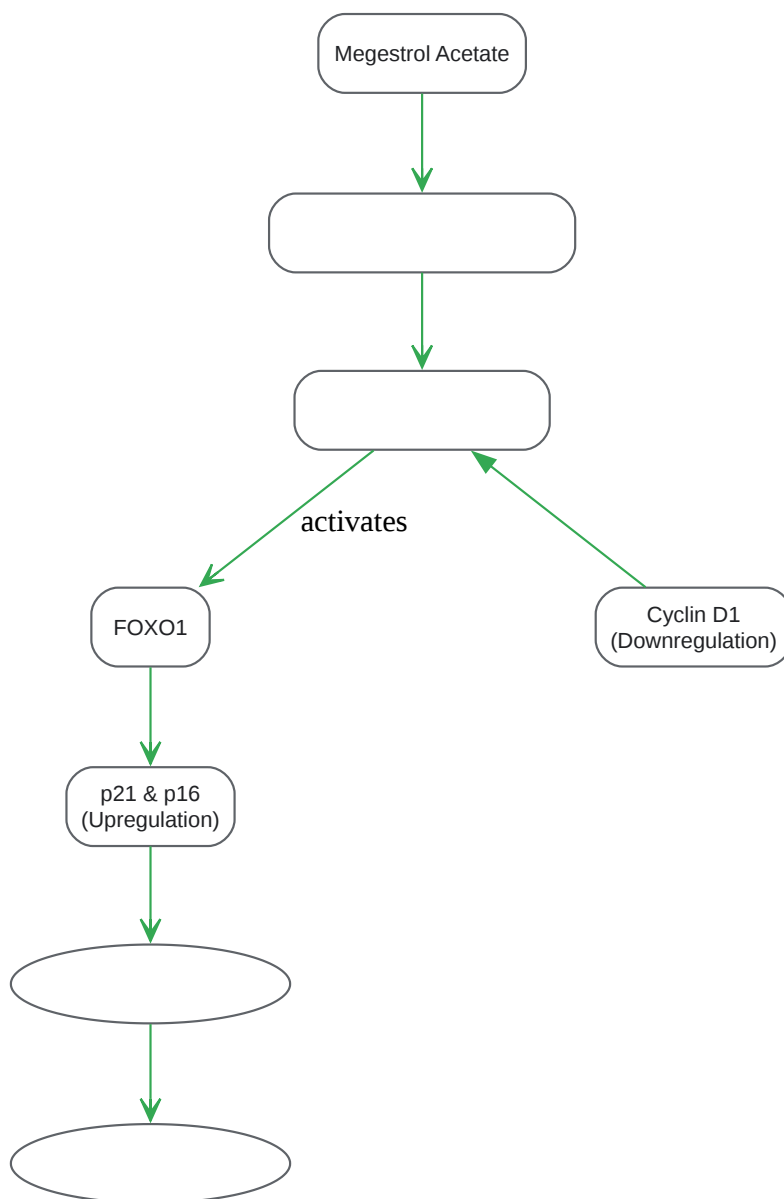 Megestrol Acetate
activates
FOXO1
Cyclin D1
(Downregulation)
p21 & p16
(Upregulation)